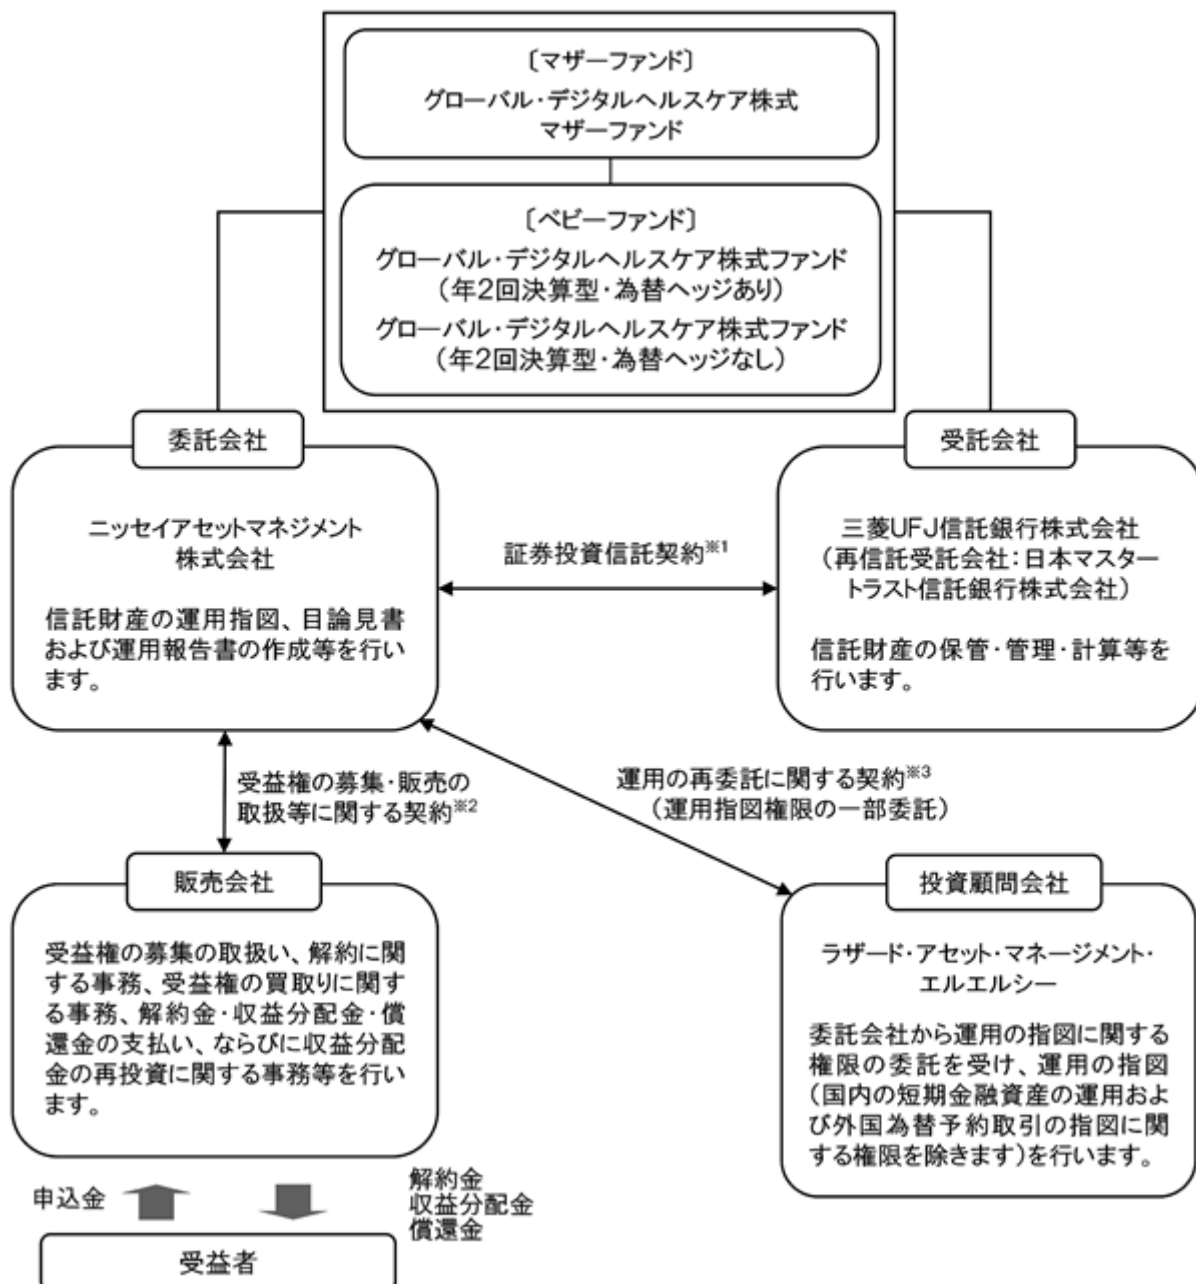 〔マザーファンド〕
グローバル・デジタルヘルスケア株式
マザーファンド
〔ベビーファンド〕
グローバル・デジタルヘルスケア株式ファンド
（年2回決算型・為替ヘッジあり）
グローバル・デジタルヘルスケア株式ファンド
（年2回決算型・為替ヘッジなし）
委託会社
ニッセイアセットマネジメント
株式会社
信託財産の運用指図、目論見書
および運用報告書の作成等を行い
ます。
証券投資信託契約※1
受託会社
三菱UFJ信託銀行株式会社
（再信託受託会社：日本マスター
トラスト信託銀行株式会社）
信託財産の保管・管理・計算等を
行います。
受益権の募集・販売の
取扱等に関する契約※2
運用の再委託に関する契約※3
（運用指図権限の一部委託）
販売会社
受益権の募集の取扱い、解約に関
する事務、受益権の買取りに関す
る事務、解約金・収益分配金・償
還金の支払い、ならびに収益分配
金の再投資に関する事務等を行い
ます。
投資顧問会社
ラザード・アセット・マネージメント・
エルエルシー
委託会社から運用の指図に関する
権限の委託を受け、運用の指図
（国内の短期金融資産の運用およ
び外国為替予約取引の指図に関
する権限を除きます）を行います。
申込金
解約金
収益分配金
償還金
受益者